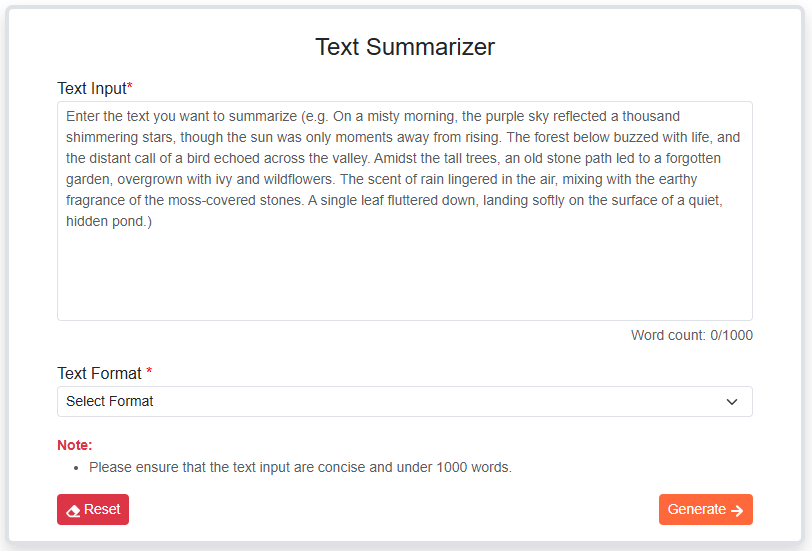 Text Summarizer
Text Input*
Enter the text you want to summarize (e.g. On a misty morning, the purple sky reflected a thousand
shimmering stars, though the sun was only moments away from rising. The forest below buzzed with life, and
the distant call of a bird echoed across the valley. Amidst the tall trees, an old stone path led to a forgotten
garden, overgrown with ivy and wildflowers. The scent of rain lingered in the air, mixing with the earthy
fragrance of the moss-covered stones. A single leaf fluttered down, landing softly on the surface of a quiet,
hidden pond.)
Word count: 0/1000
Text Format *
Select Format
Note:
• Please ensure that the text input are concise and under 1000 words.
Reset
Generate